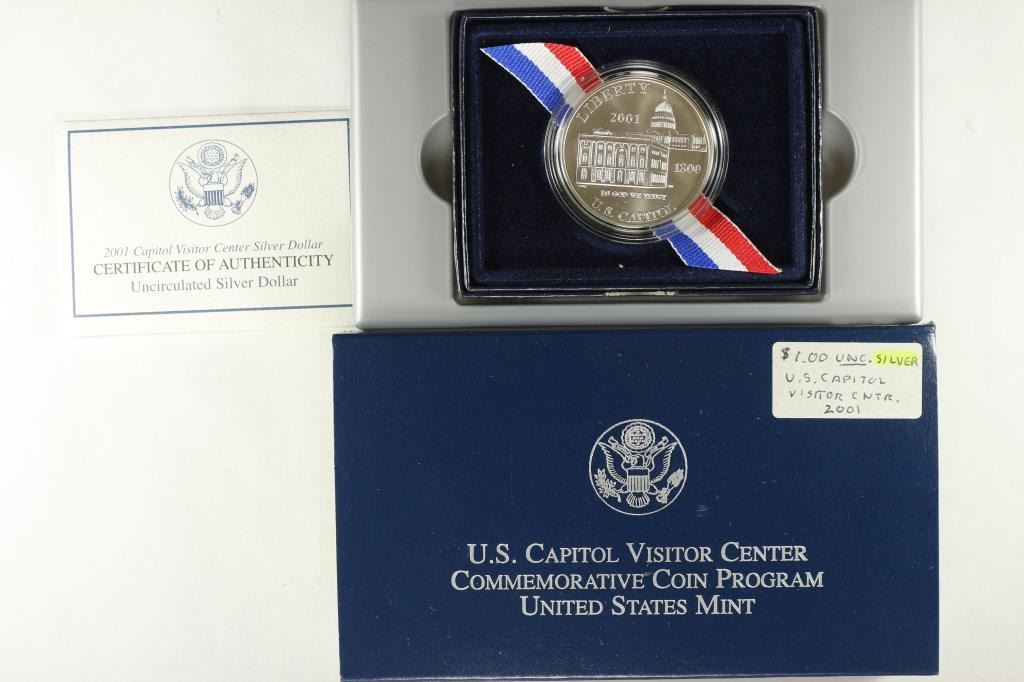 LIBERTY
2001
1800
IN GOD WE TRUST
U.S. CAPITOL
2001 Capitol Visitor Center Silver Dollar
CERTIFICATE OF AUTHENTICITY
Uncirculated Silver Dollar
$1.00 UNC. SILVER
U.S. CAPITOL
VISITOR CNTR.
2001
U.S. CAPITOL VISITOR CENTER
COMMEMORATIVE COIN PROGRAM
UNITED STATES MINT